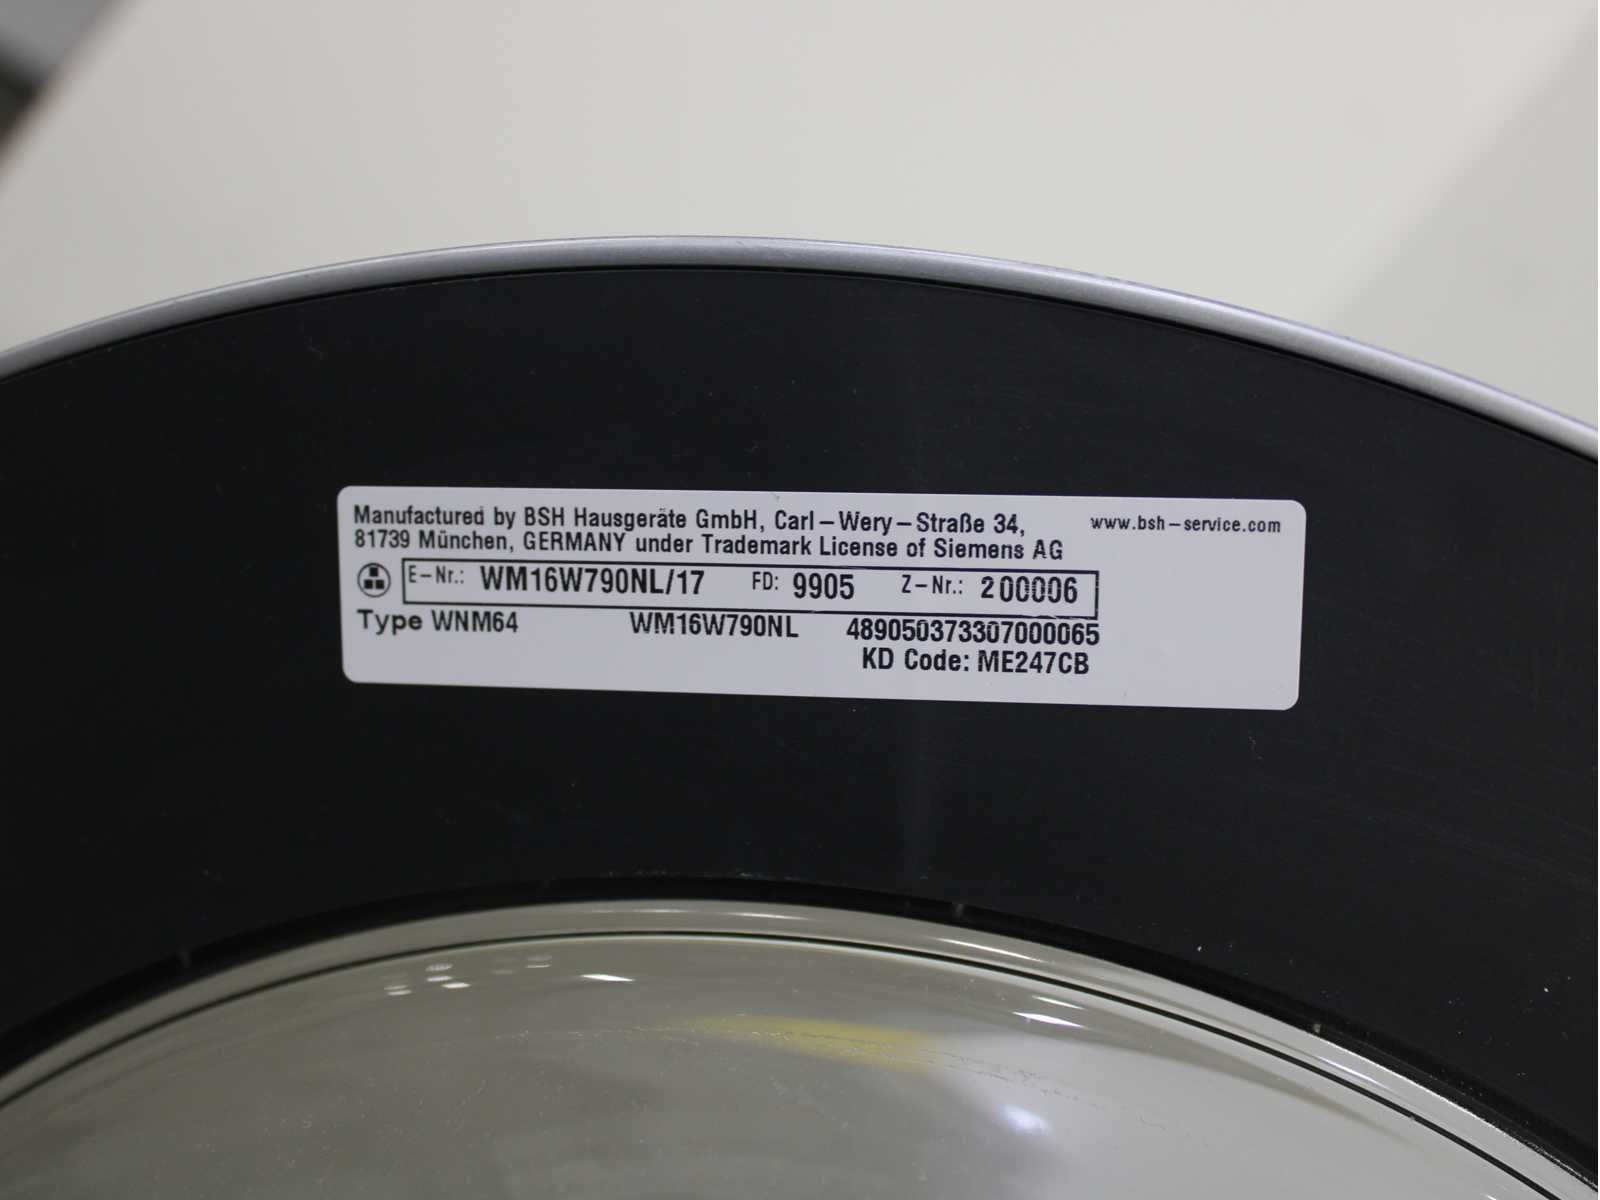 Manufactured by BSH Hausgeräte GmbH, Carl-Wery-Straße 34, www.bsh-service.com
81739 München, GERMANY under Trademark License of Siemens AG
E-Nr.: WM16W790NL/17 FD: 9905 Z-Nr.: 200006
Type WNM64 WM16W790NL 489050373307000065
KD Code: ME247CB